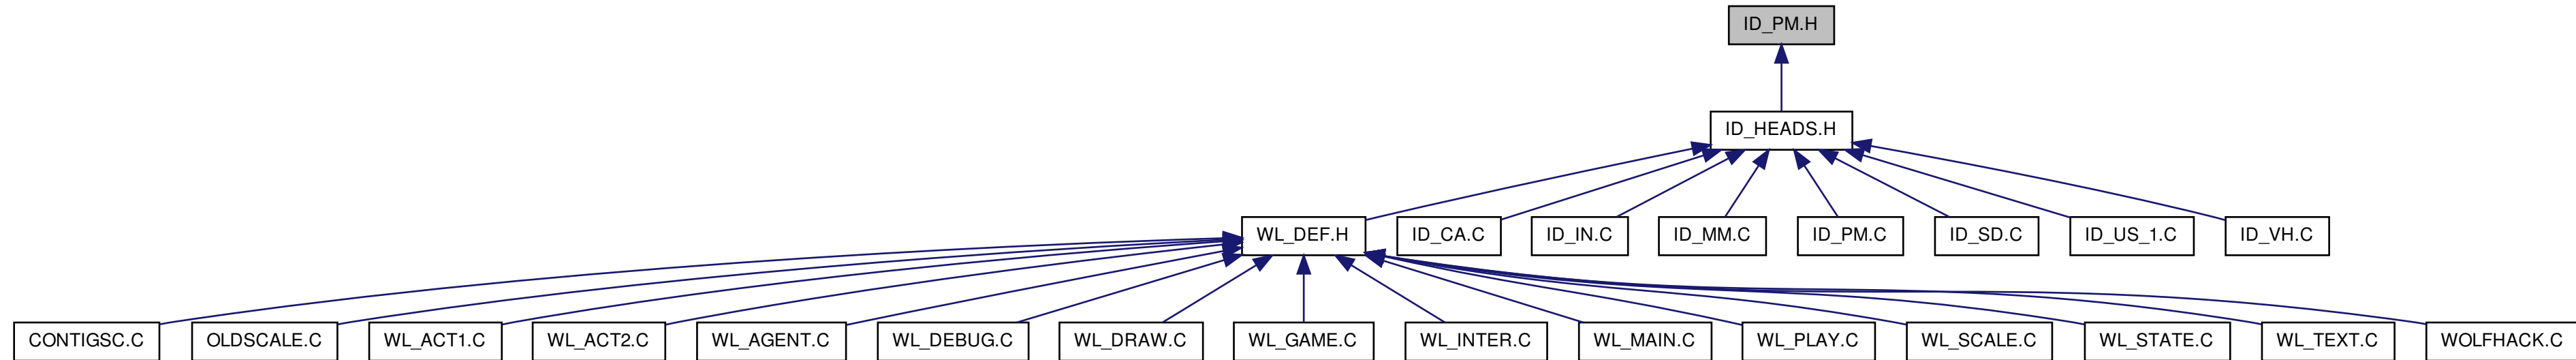 ID_PM.H
ID_HEADS.H
WL_DEF.H
ID_CA.C
ID_IN.C
ID_MM.C
ID_PM.C
ID_SD.C
ID_US_1.C
ID_VH.C
CONTIGSC.C
OLDSCALE.C
WL_ACT1.C
WL_ACT2.C
WL_AGENT.C
WL_DEBUG.C
WL_DRAW.C
WL_GAME.C
WL_INTER.C
WL_MAIN.C
WL_PLAY.C
WL_SCALE.C
WL_STATE.C
WL_TEXT.C
WOLFHACK.C